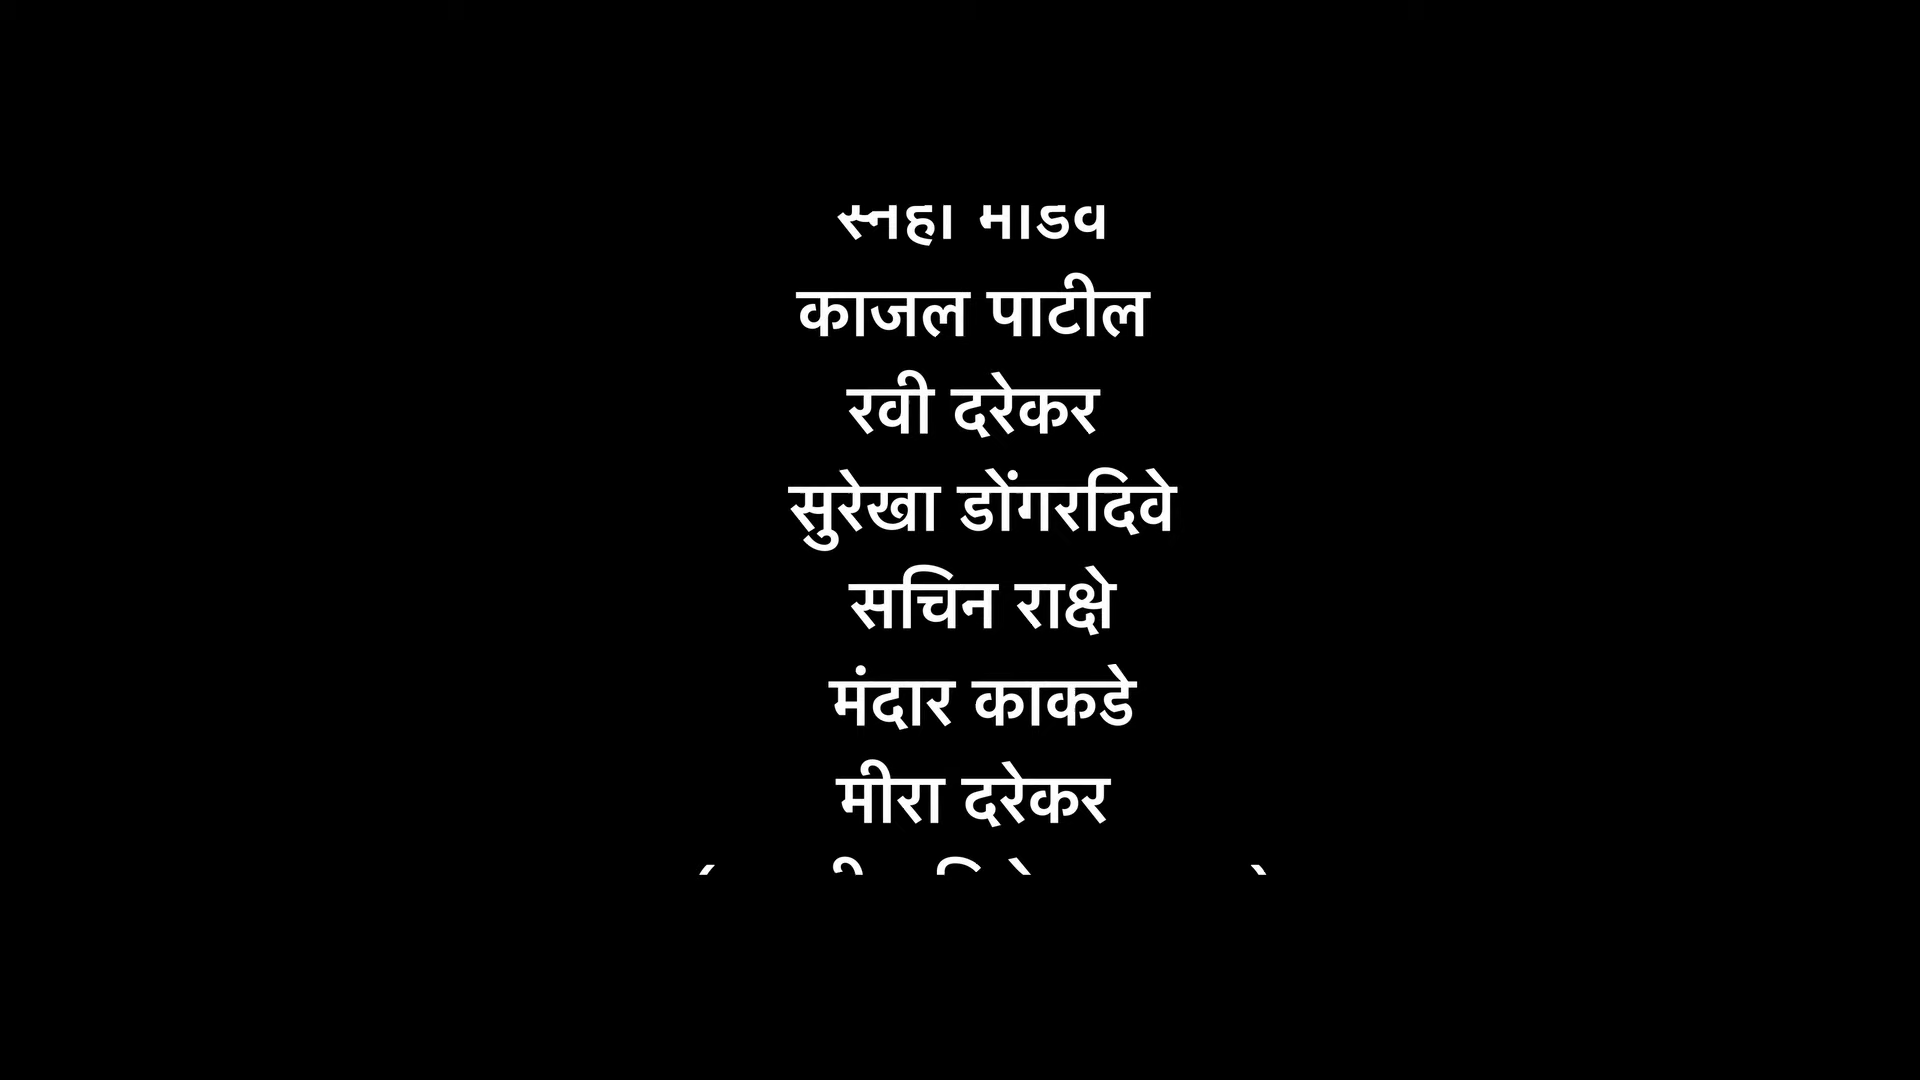 काजल पाटील
रवी दरेकर
सुरेखा डोंगरदिवे
सचिन राक्षे
मंदार काकडे
मीरा दरेकर